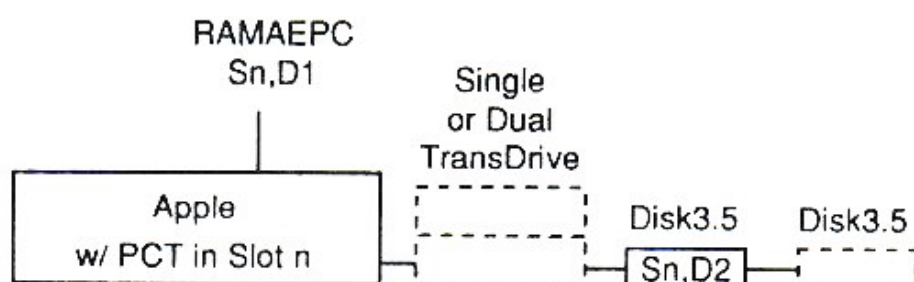 RAMAEPC
Sn,D1
Single
or Dual
TransDrive
Apple
w/ PCT in Slot n
Disk3.5
Disk3.5
Sn,D2